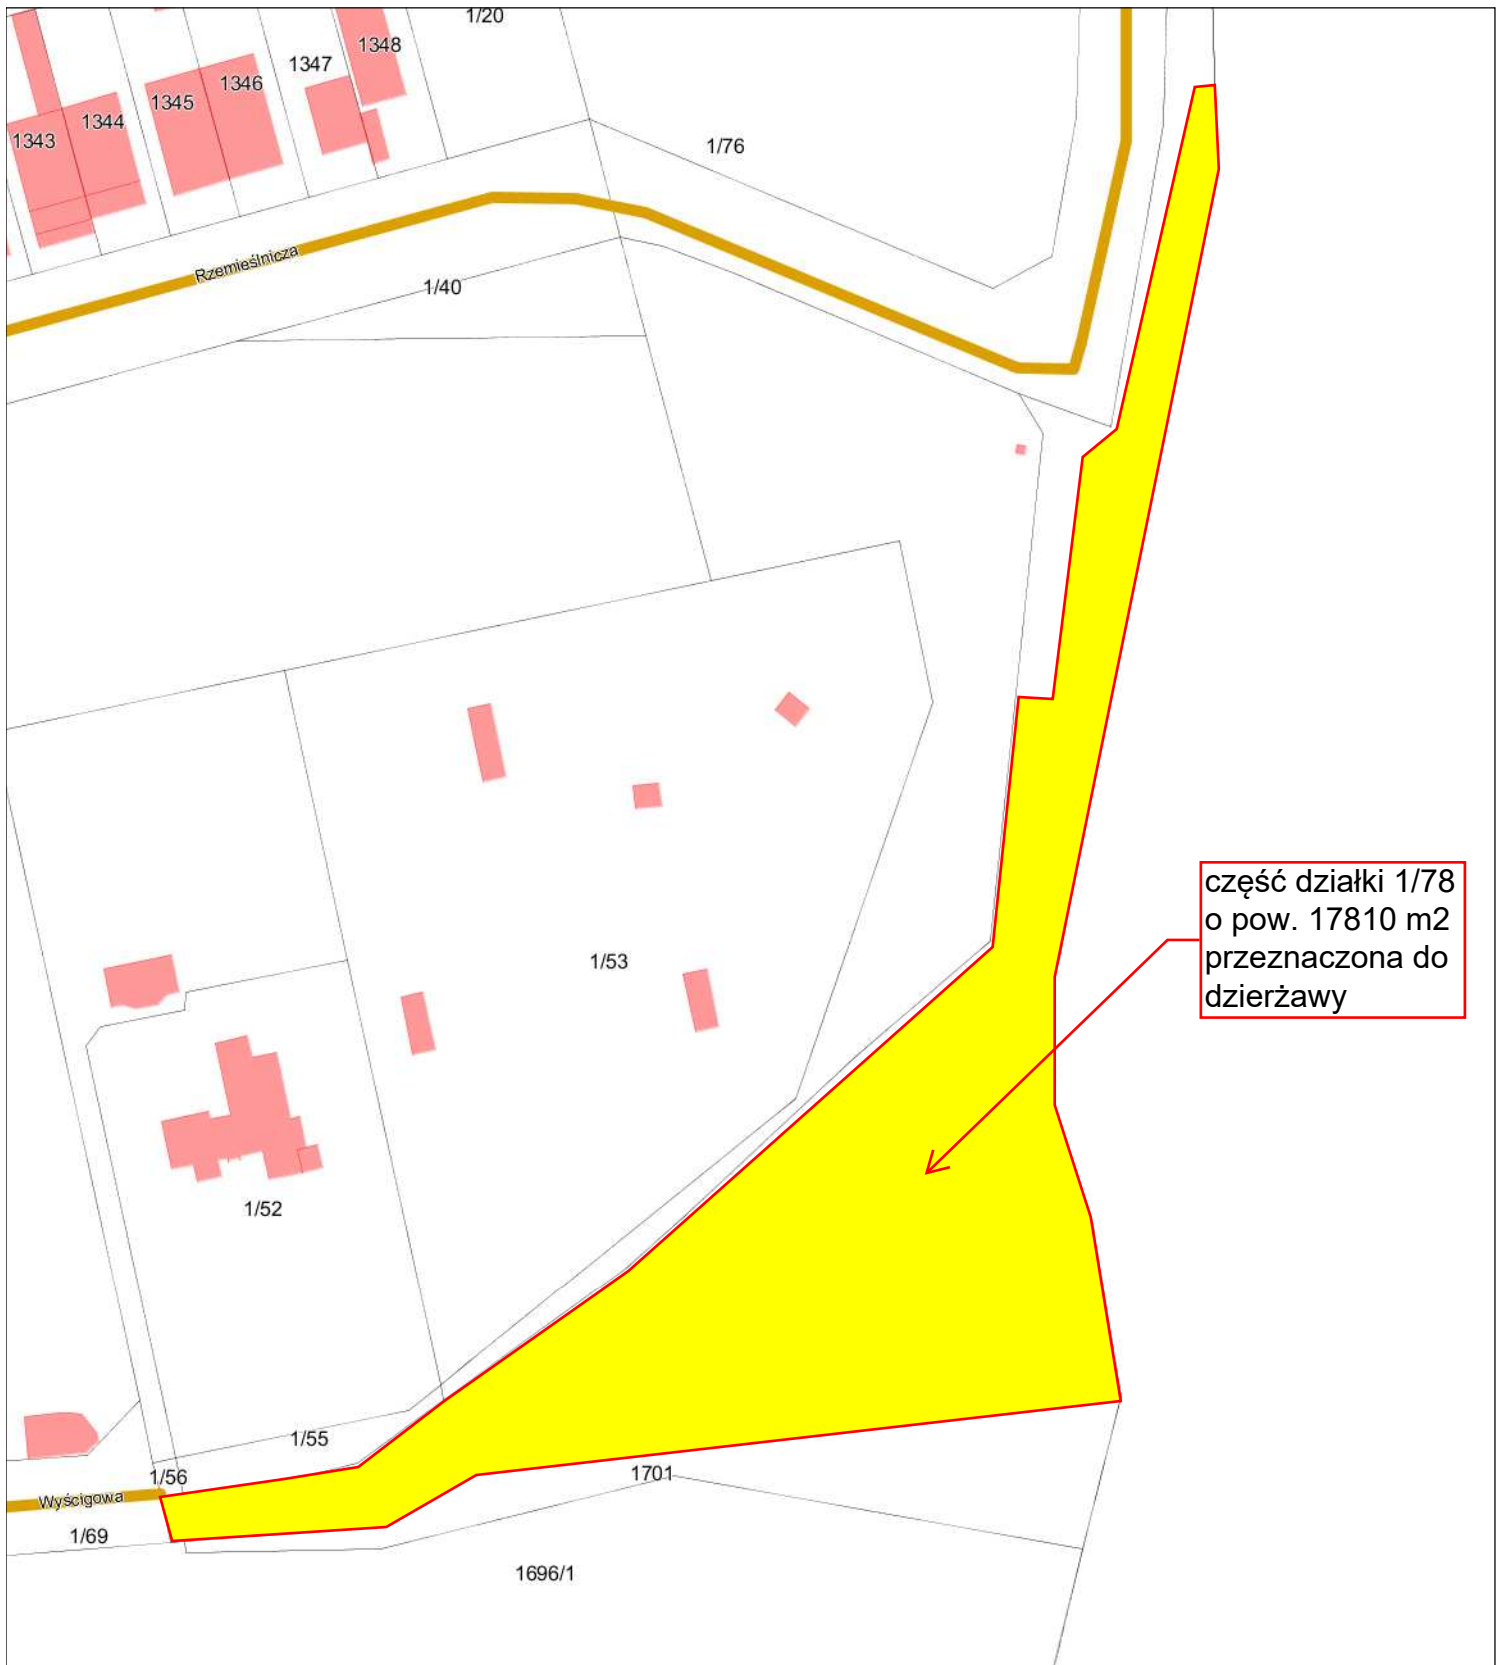 1/20
1348
1347
1346
1345
1344
1343
1/76
Rzemieślnicza
1/40
część działki 1/78
o pow. 17810 m2
przeznaczona do
dzierżawy
1/53
1/52
1/55
1/56
1701
Wyścigowa
1/69
1696/1